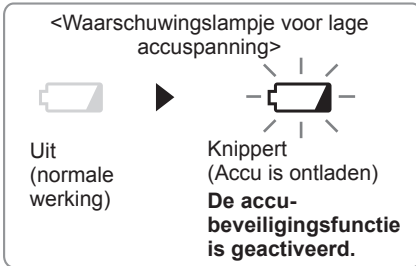 <Waarschuwingslampje voor lage
accuspanning>
Uit
(normale
werking)
Knippert
(Accu is ontladen)
De accu-
beveiligingsfunctie
is geactiveerd.